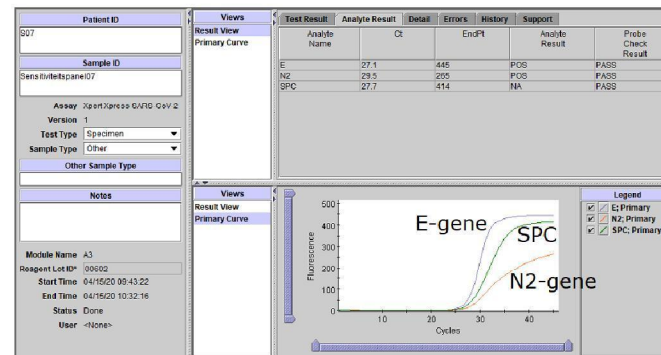 Patient ID
S07
Sample ID
Sensitiviteitspanel07
Assay Xpert Xpress SARS-CoV-2
Version 1
Test Type Specimen
Sample Type Other
Other Sample Type
Notes
Module Name A3
Reagent Lot ID* 00602
Start Time 04/15/20 09:43:22
End Time 04/15/20 10:32:16
Status Done
User <None>
Views
Result View
Primary Curve
Test Result Analyte Result Detail Errors History Support
Analyte Name Ct EndPt Analyte Result Probe Check Result
E 27.1 445 POS PASS
N2 29.5 265 POS PASS
SPC 27.7 414 NA PASS
Views
Result View
Primary Curve
Fluorescence
500
400
300
200
100
0
10 20 30 40
Cycles
E-gene
SPC
N2-gene
Legend
E; Primary
N2; Primary
SPC; Primary